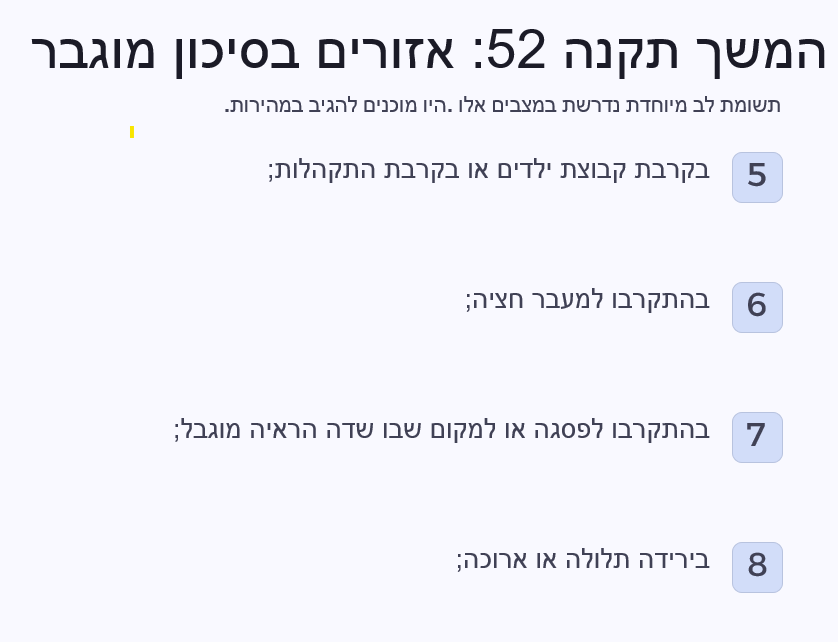 המשך תקנה 52: אזורים בסיכון מוגבר
תשומת לב מיוחדת נדרשת במצבים אלו .היו מוכנים להגיב במהירות.
5 בקרבת קבוצת ילדים או בקרבת התקהלות;
6 בהתקרבו למעבר חציה;
7 בהתקרבו לפסגה או למקום שבו שדה הראיה מוגבל;
8 בירידה תלולה או ארוכה;